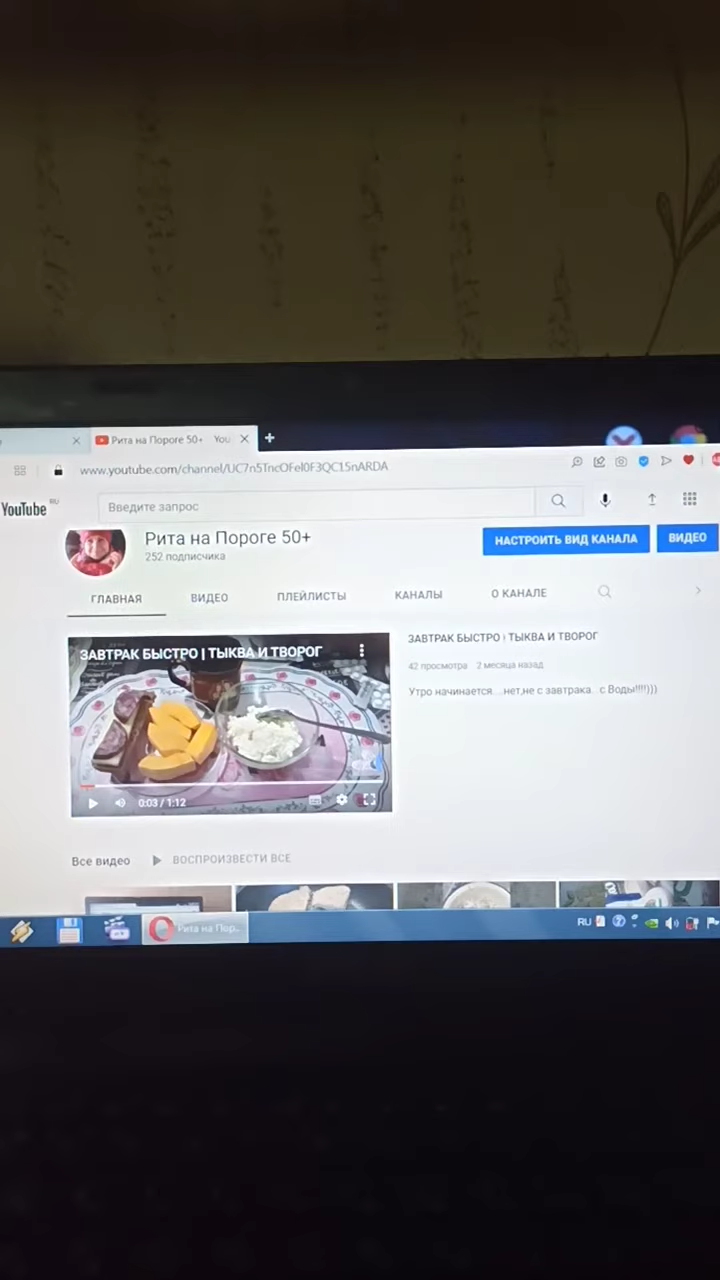 Рита на Пороге 50+ You
www.youtube.com/channel/UC7n5TncOFel0F3QC15nARDA
YouTube RU
Введите запрос
Рита на Пороге 50+
252 подписчика
НАСТРОИТЬ ВИД КАНАЛА
ВИДЕО
ГЛАВНАЯ ВИДЕО ПЛЕЙЛИСТЫ КАНАЛЫ О КАНАЛЕ
ЗАВТРАК БЫСТРО | ТЫКВА И ТВОРОГ
0:03 / 1:12
ЗАВТРАК БЫСТРО | ТЫКВА И ТВОРОГ
42 просмотра 2 месяца назад
Утро начинается...нет,не с завтрака...с Воды!!!!)))
Все видео ВОСПРОИЗВЕСТИ ВСЕ
Рита на Пор...
RU